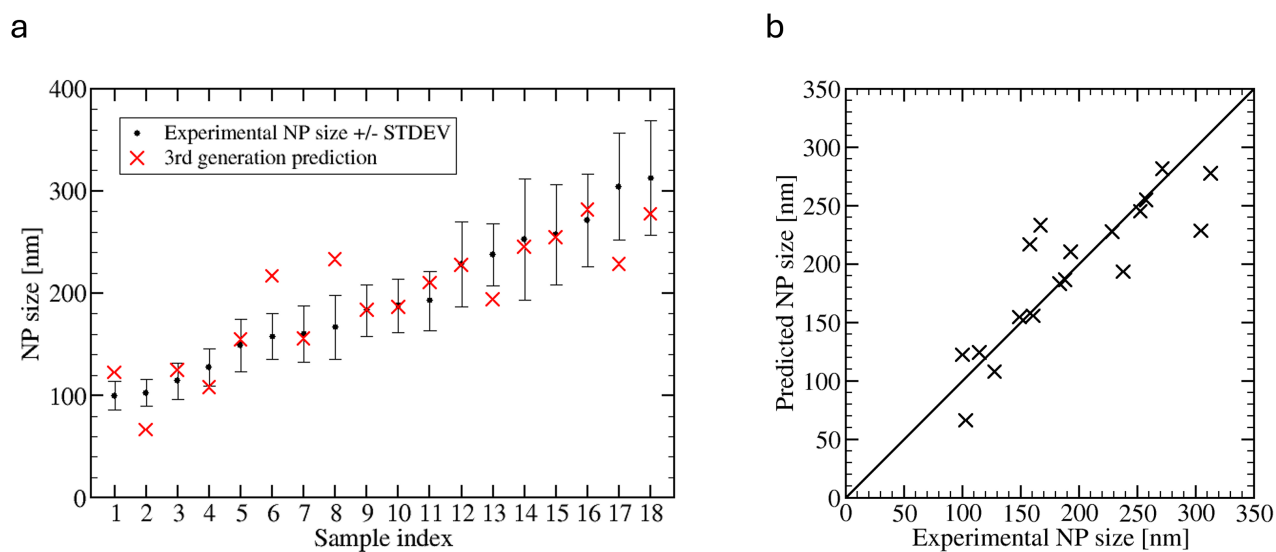 a
400
300
200
100
0
NP size [nm]
Experimental NP size +/- STDEV
3rd generation prediction
1 2 3 4 5 6 7 8 9 10 11 12 13 14 15 16 17 18
Sample index
b
350
300
250
200
150
100
50
0
Predicted NP size [nm]
0 50 100 150 200 250 300 350
Experimental NP size [nm]